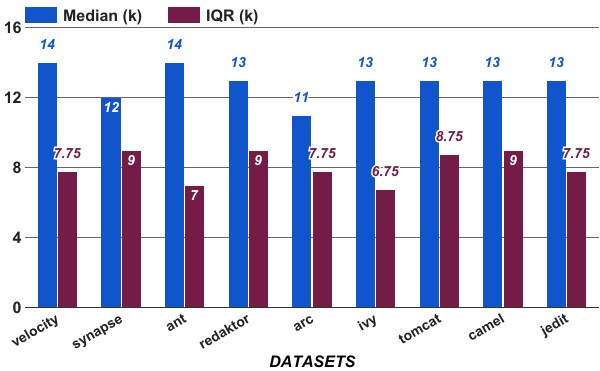 Median (k) IQR (k)
16
12
8
4
0
14 7.75 12 9 14 7 13 9 11 7.75 13 6.75 13 8.75 13 9 13 7.75
velocity synapse ant redaktor arc ivy tomcat camel jedit
DATASETS